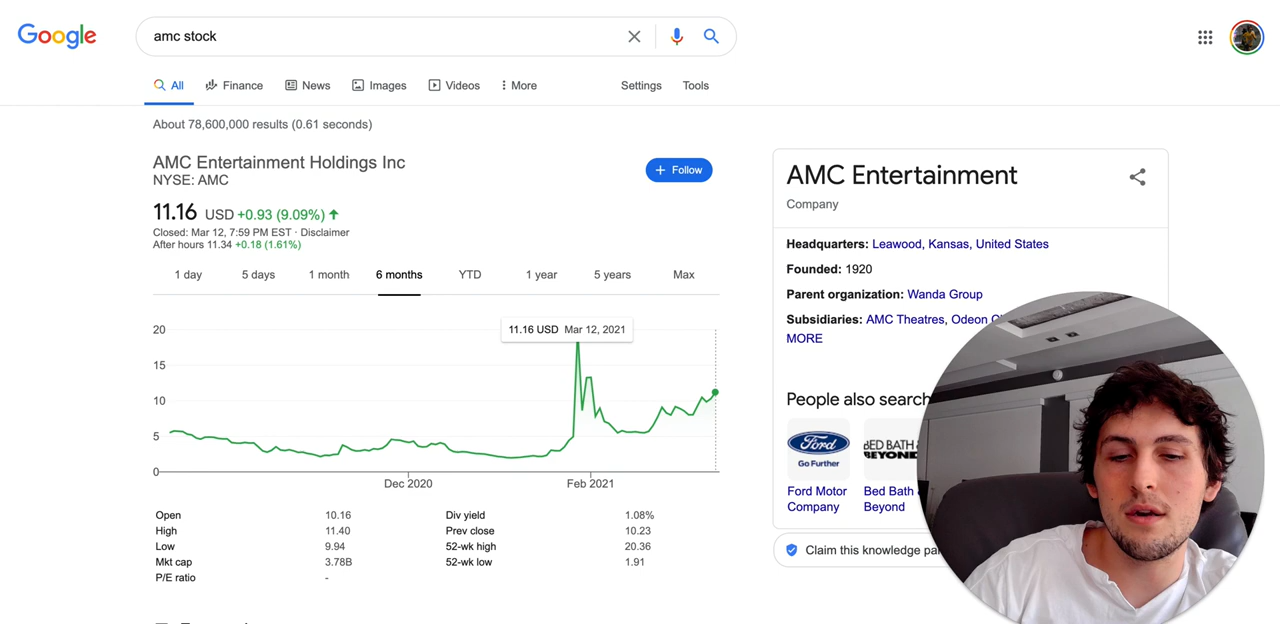 Google
amc stock
All Finance News Images Videos More Settings Tools
About 78,600,000 results (0.61 seconds)
AMC Entertainment Holdings Inc
NYSE: AMC
Follow
11.16 USD +0.93 (9.09%)
Closed: Mar 12, 7:59 PM EST · Disclaimer
After hours 11.34 +0.18 (1.61%)
1 day 5 days 1 month 6 months YTD 1 year 5 years Max
11.16 USD Mar 12, 2021
20
15
10
5
0
Dec 2020 Feb 2021
Open 10.16 Div yield 1.08%
High 11.40 Prev close 10.23
Low 9.94 52-wk high 20.36
Mkt cap 3.78B 52-wk low 1.91
P/E ratio -
AMC Entertainment
Company
Headquarters: Leawood, Kansas, United States
Founded: 1920
Parent organization: Wanda Group
Subsidiaries: AMC Theatres, Odeon
MORE
People also search
Ford
Go Further
BED BATH &
BEYOND
Ford Motor
Company
Bed Bath
Beyond
Claim this knowledge